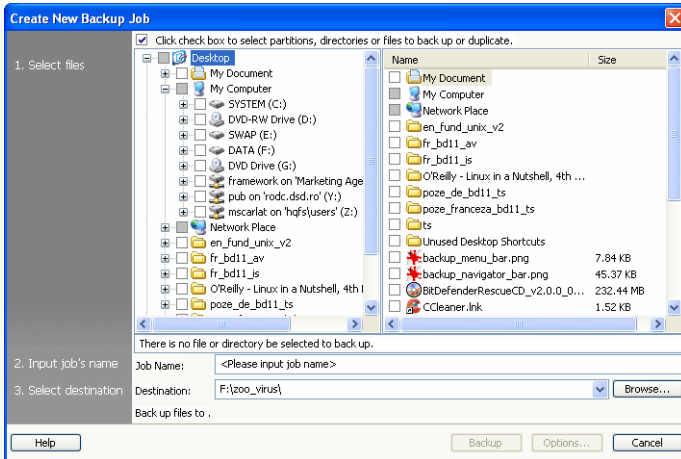 Create New Backup Job
1. Select files
Click check box to select partitions, directories or files to back up or duplicate.
Desktop
My Document
My Computer
SYSTEM (C:)
DVD-RW Drive (D:)
SWAP (E:)
DATA (F:)
DVD Drive (G:)
framework on 'Marketing Age
pub on 'rodc.dsd.ro' (Y:)
mscarlat on 'hqfs\users' (Z:)
Network Place
en_fund_unix_v2
fr_bd11_av
fr_bd11_is
O'Reilly - Linux in a Nutshell, 4th
poze_de_bd11_ts
Name Size
My Document
My Computer
Network Place
en_fund_unix_v2
fr_bd11_av
fr_bd11_is
O'Reilly - Linux in a Nutshell, 4th ...
poze_de_bd11_ts
poze_franceza_bd11_ts
ts
Unused Desktop Shortcuts
backup_menu_bar.png 7.84 KB
backup_navigator_bar.png 45.37 KB
BitDefenderRescueCD_v2.0.0_0... 232.44 MB
CCleaner.lnk 1.52 KB
There is no file or directory be selected to back up.
2. Input job's name
Job Name: <Please input job name>
3. Select destination
Destination: F:\zoo_virus\ Browse...
Back up files to .
Help Backup Options... Cancel